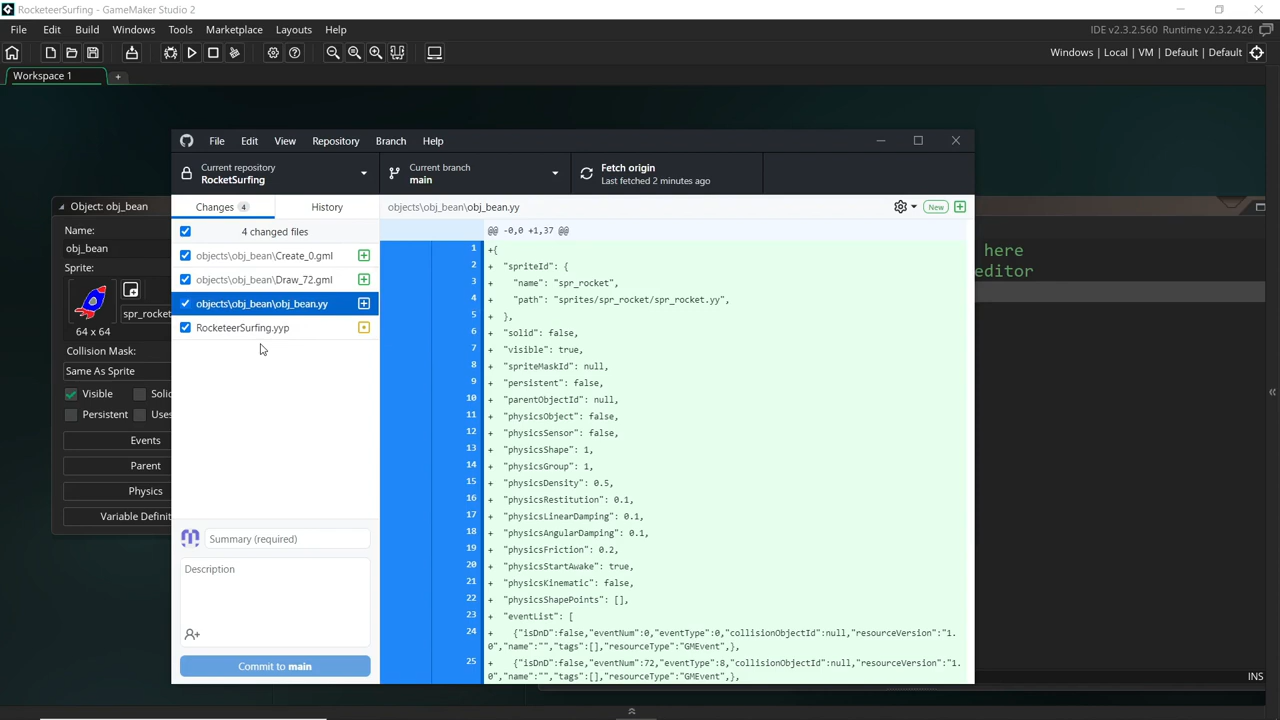 RocketeerSurfing - GameMaker Studio 2
File Edit Build Windows Tools Marketplace Layouts Help
IDE v2.3.2.560 Runtime v2.3.2.426
Windows | Local | VM | Default | Default
Workspace 1 +
Object: obj_bean
Name:
obj_bean
Sprite:
spr_rocket
64 x 64
Collision Mask:
Same As Sprite
Visible
Persistent
Events
Parent
Physics
here
editor
INS
File Edit View Repository Branch Help
Current repository
RocketSurfing
Current branch
main
Fetch origin
Last fetched 2 minutes ago
Changes 4 History
4 changed files
objects\obj_bean\Create_0.gml
objects\obj_bean\Draw_72.gml
objects\obj_bean\obj_bean.yy
RocketeerSurfing.yyp
Summary (required)
Description
Commit to main
objects\obj_bean\obj_bean.yy New
@@ -0,0 +1,37 @@
1 +{
2 + "spriteId": {
3 + "name": "spr_rocket",
4 + "path": "sprites/spr_rocket/spr_rocket.yy",
5 + },
6 + "solid": false,
7 + "visible": true,
8 + "spriteMaskId": null,
9 + "persistent": false,
10 + "parentObjectId": null,
11 + "physicsObject": false,
12 + "physicsSensor": false,
13 + "physicsShape": 1,
14 + "physicsGroup": 1,
15 + "physicsDensity": 0.5,
16 + "physicsRestitution": 0.1,
17 + "physicsLinearDamping": 0.1,
18 + "physicsAngularDamping": 0.1,
19 + "physicsFriction": 0.2,
20 + "physicsStartAwake": true,
21 + "physicsKinematic": false,
22 + "physicsShapePoints": [],
23 + "eventList": [
24 + {"isDnD":false,"eventNum":0,"eventType":0,"collisionObjectId":null,"resourceVersion":"1.
0","name":"","tags":[],"resourceType":"GMEvent",},
25 + {"isDnD":false,"eventNum":72,"eventType":8,"collisionObjectId":null,"resourceVersion":"1.
0","name":"","tags":[],"resourceType":"GMEvent",},